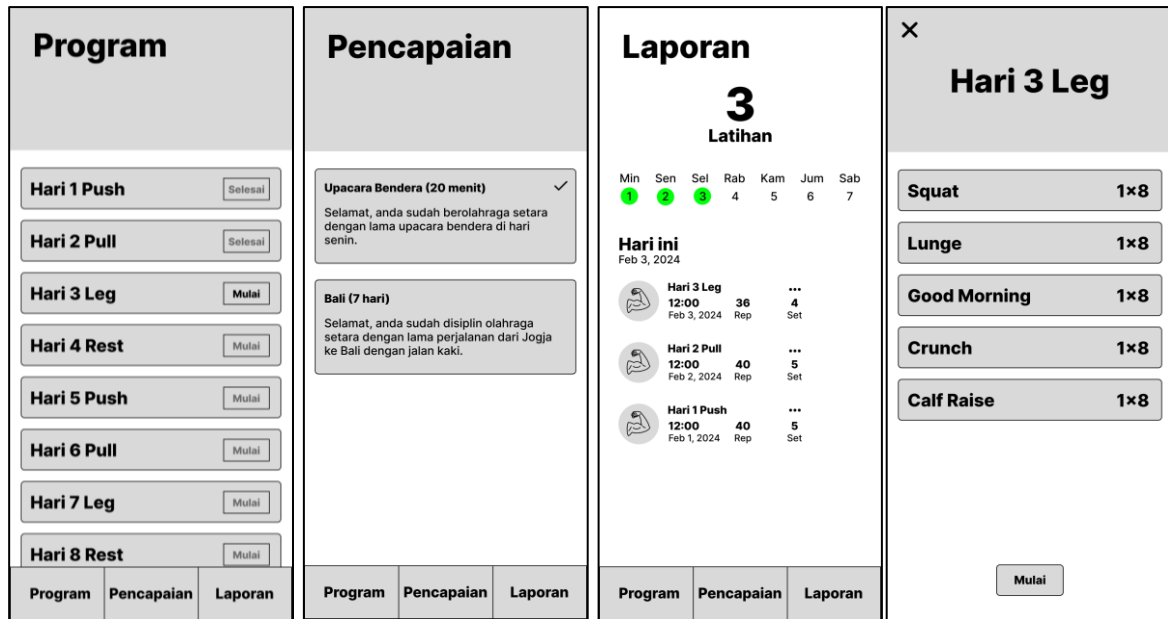 Program
Hari 1 Push
Selesai
Hari 2 Pull
Selesai
Hari 3 Leg
Mulai
Hari 4 Rest
Mulai
Hari 5 Push
Mulai
Hari 6 Pull
Mulai
Hari 7 Leg
Mulai
Hari 8 Rest
Mulai
Program Pencapaian Laporan
Pencapaian
Upacara Bendera (20 menit)
Selamat, anda sudah berolahraga setara
dengan lama upacara bendera di hari
senin.
Bali (7 hari)
Selamat, anda sudah disiplin olahraga
setara dengan lama perjalanan dari Jogja
ke Bali dengan jalan kaki.
Program Pencapaian Laporan
Laporan
3
Latihan
Min Sen Sel Rab Kam Jum Sab
1 2 3 4 5 6 7
Hari ini
Feb 3, 2024
Hari 3 Leg
12:00 36 4
Feb 3, 2024 Rep Set
Hari 2 Pull
12:00 40 5
Feb 2, 2024 Rep Set
Hari 1 Push
12:00 40 5
Feb 1, 2024 Rep Set
Program Pencapaian Laporan
Hari 3 Leg
Squat 1×8
Lunge 1×8
Good Morning 1×8
Crunch 1×8
Calf Raise 1×8
Mulai